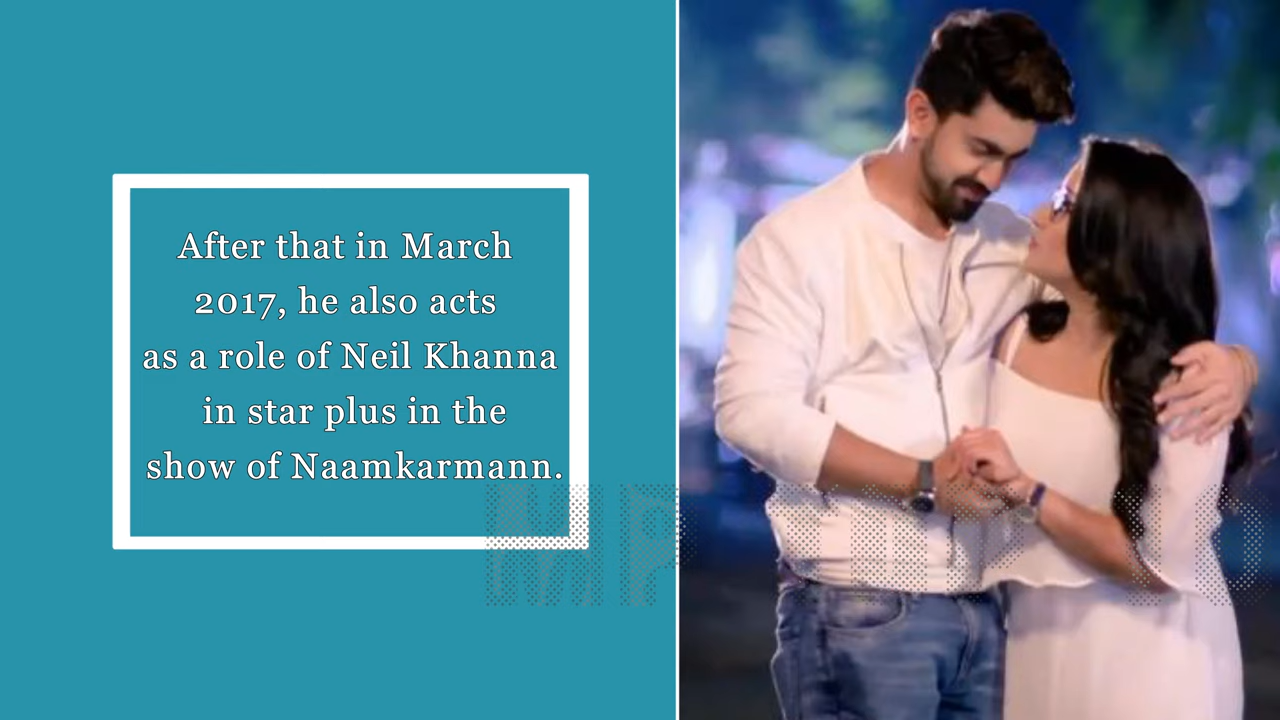 After that in March
2017, he also acts
as a role of Neil Khanna
in star plus in the
show of Naamkarmann.